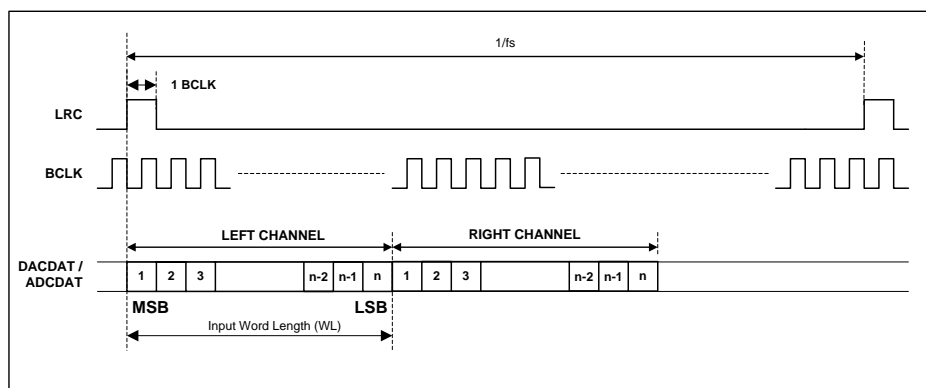 1/fs
1 BCLK
LRC
BCLK
LEFT CHANNEL RIGHT CHANNEL
DACDAT /
ADCDAT
1 2 3 n-2 n-1 n 1 2 3 n-2 n-1 n
MSB LSB
Input Word Length (WL)